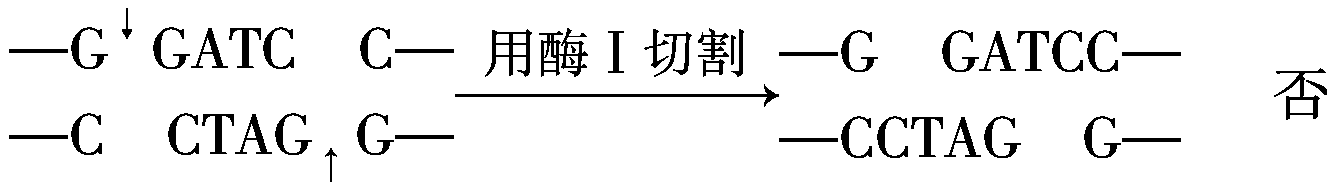 —G↓ GATC C— 用酶Ⅰ切割 —G GATCC— 否
—C CTAG↑ G— —CCTAG G—